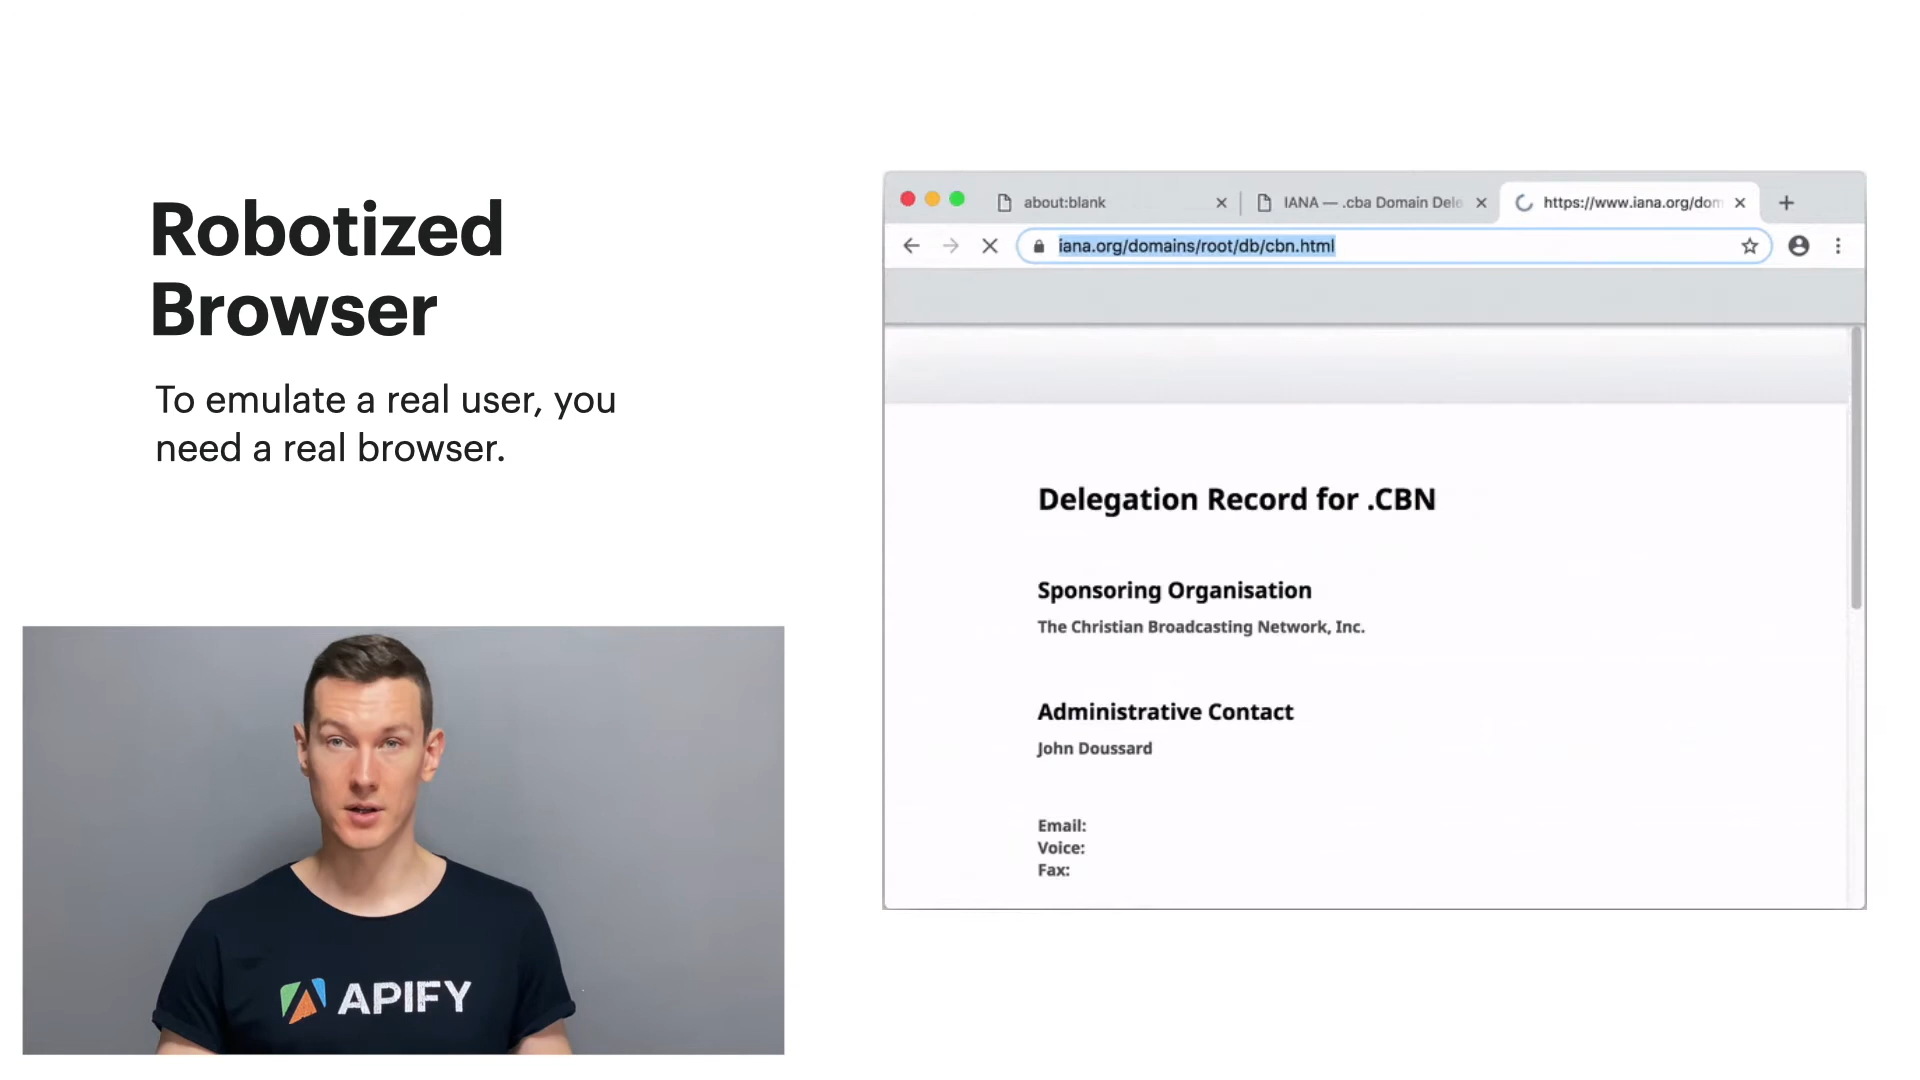 Robotized
Browser
To emulate a real user, you
need a real browser.
about:blank
IANA — .cba Domain Dele
https://www.iana.org/dom
iana.org/domains/root/db/cbn.html
Delegation Record for .CBN
Sponsoring Organisation
The Christian Broadcasting Network, Inc.
Administrative Contact
John Doussard
Email:
Voice:
Fax:
APIFY